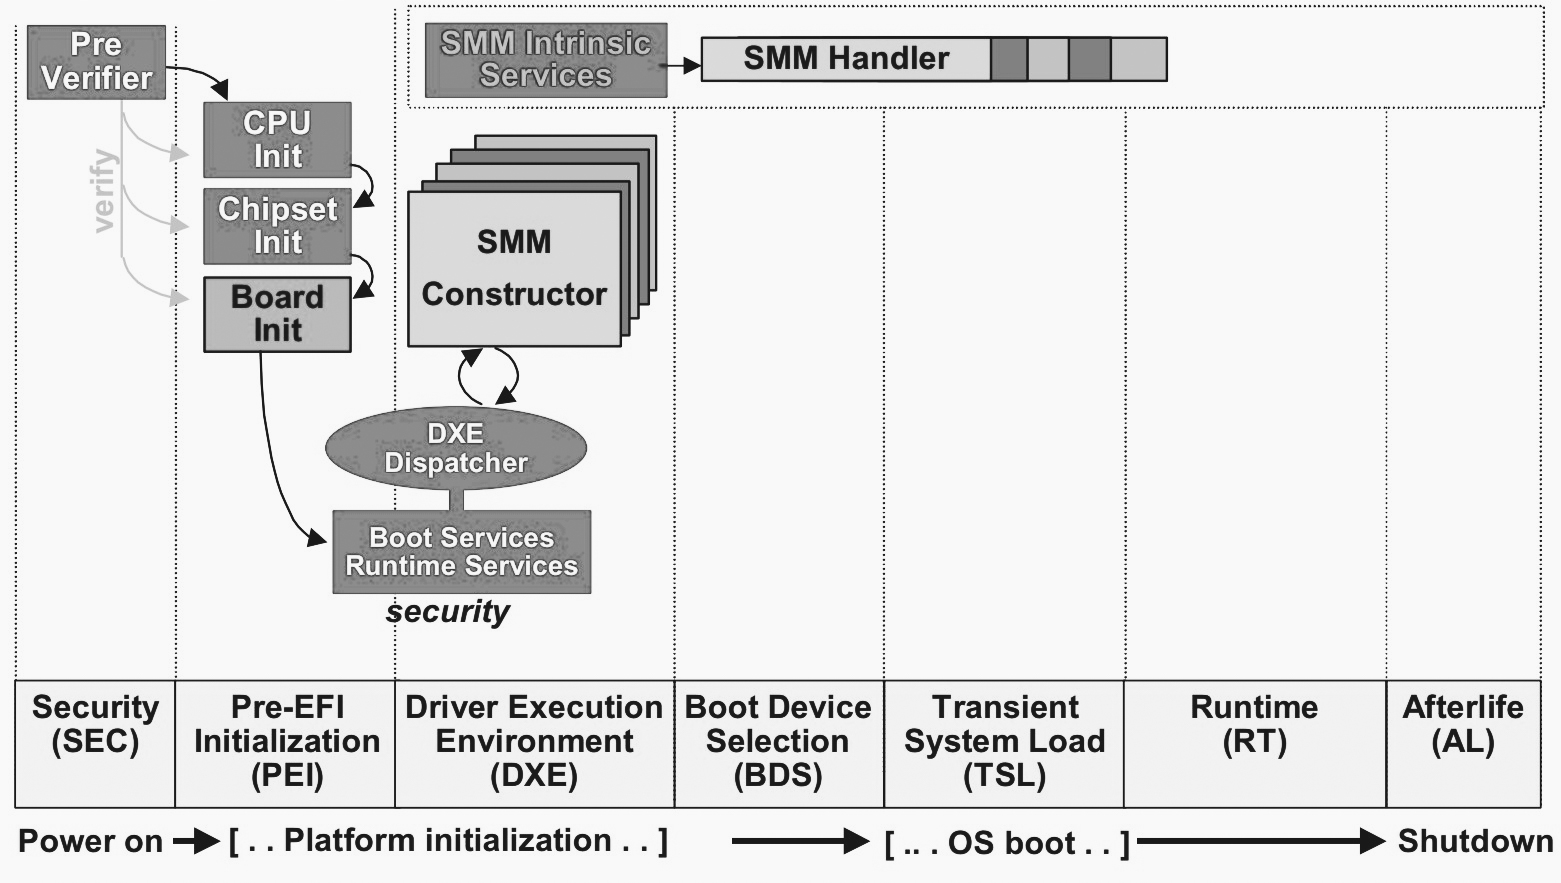 Pre
Verifier
verify
CPU
Init
Chipset
Init
Board
Init
SMM Intrinsic
Services
SMM Handler
SMM
Constructor
DXE
Dispatcher
Boot Services
Runtime Services
security
Security
(SEC)
Pre-EFI
Initialization
(PEI)
Driver Execution
Environment
(DXE)
Boot Device
Selection
(BDS)
Transient
System Load
(TSL)
Runtime
(RT)
Afterlife
(AL)
Power on
[ . . Platform initialization . . ]
[ .. . OS boot . . ]
Shutdown